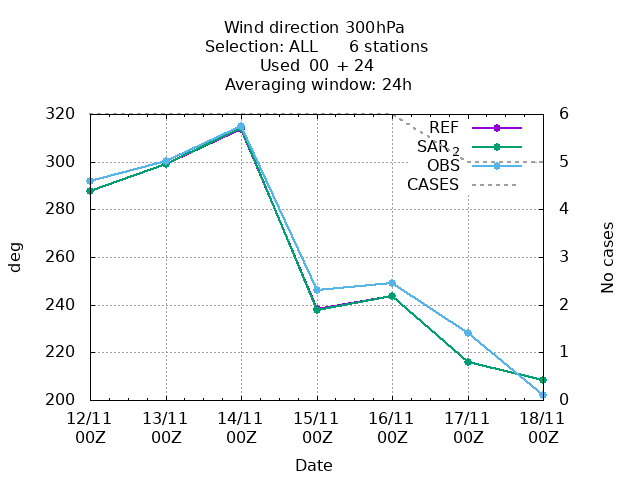 Wind direction 300hPa
Selection: ALL      6 stations
Used  00 + 24
Averaging window: 24h
REF
SAR 2
OBS
CASES
320
300
280
260
240
220
200
6
5
4
3
2
1
0
deg
No cases
12/11 13/11 14/11 15/11 16/11 17/11 18/11
00Z 00Z 00Z 00Z 00Z 00Z 00Z
Date